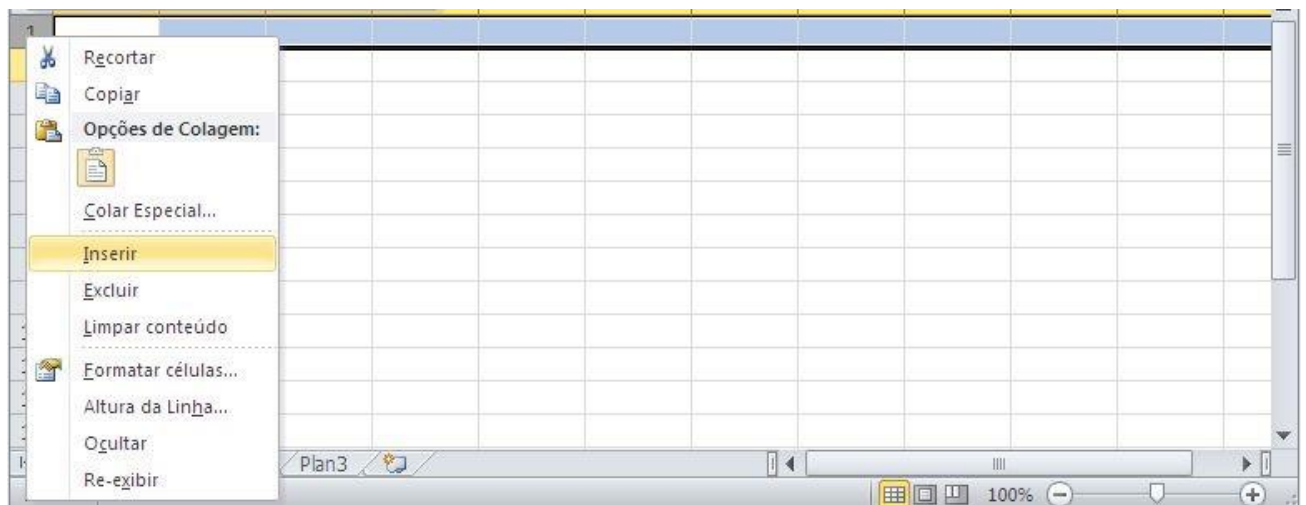 1
Recortar
Copiar
Opções de Colagem:
Colar Especial...
Inserir
Excluir
Limpar conteúdo
Formatar células...
Altura da Linha...
Ocultar
Re-exibir
Plan3
100%